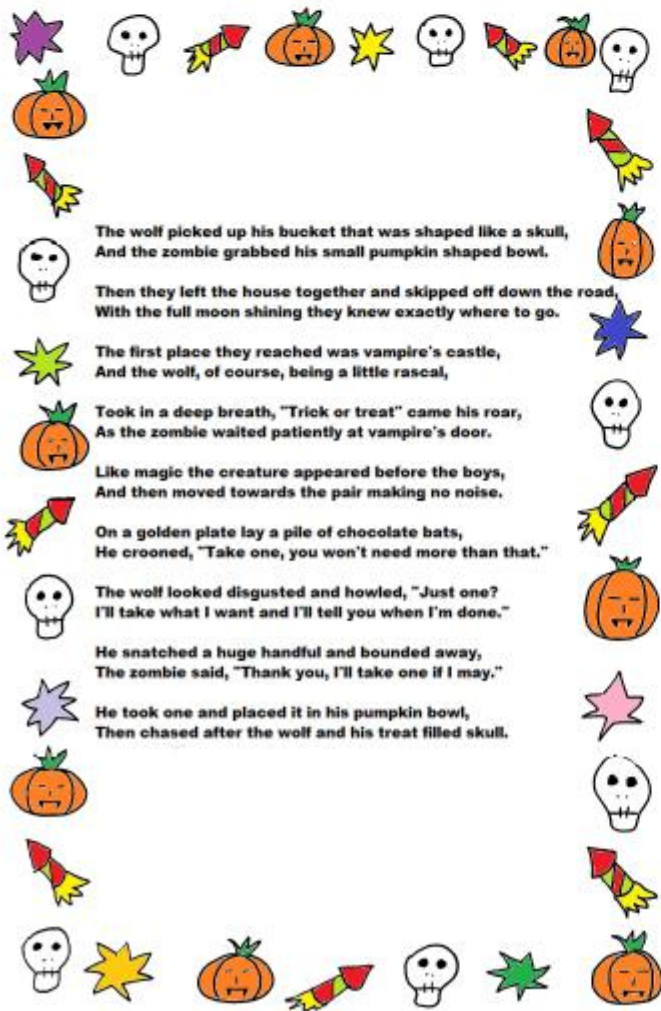 The wolf picked up his bucket that was shaped like a skull,
And the zombie grabbed his small pumpkin shaped bowl.
Then they left the house together and skipped off down the road,
With the full moon shining they knew exactly where to go.
The first place they reached was vampire's castle,
And the wolf, of course, being a little rascal,
Took in a deep breath, "Trick or treat" came his roar,
As the zombie waited patiently at vampire's door.
Like magic the creature appeared before the boys,
And then moved towards the pair making no noise.
On a golden plate lay a pile of chocolate bats,
He crooned, "Take one, you won't need more than that."
The wolf looked disgusted and howled, "Just one?
I'll take what I want and I'll tell you when I'm done."
He snatched a huge handful and bounded away,
The zombie said, "Thank you, I'll take one if I may."
He took one and placed it in his pumpkin bowl,
Then chased after the wolf and his treat filled skull.